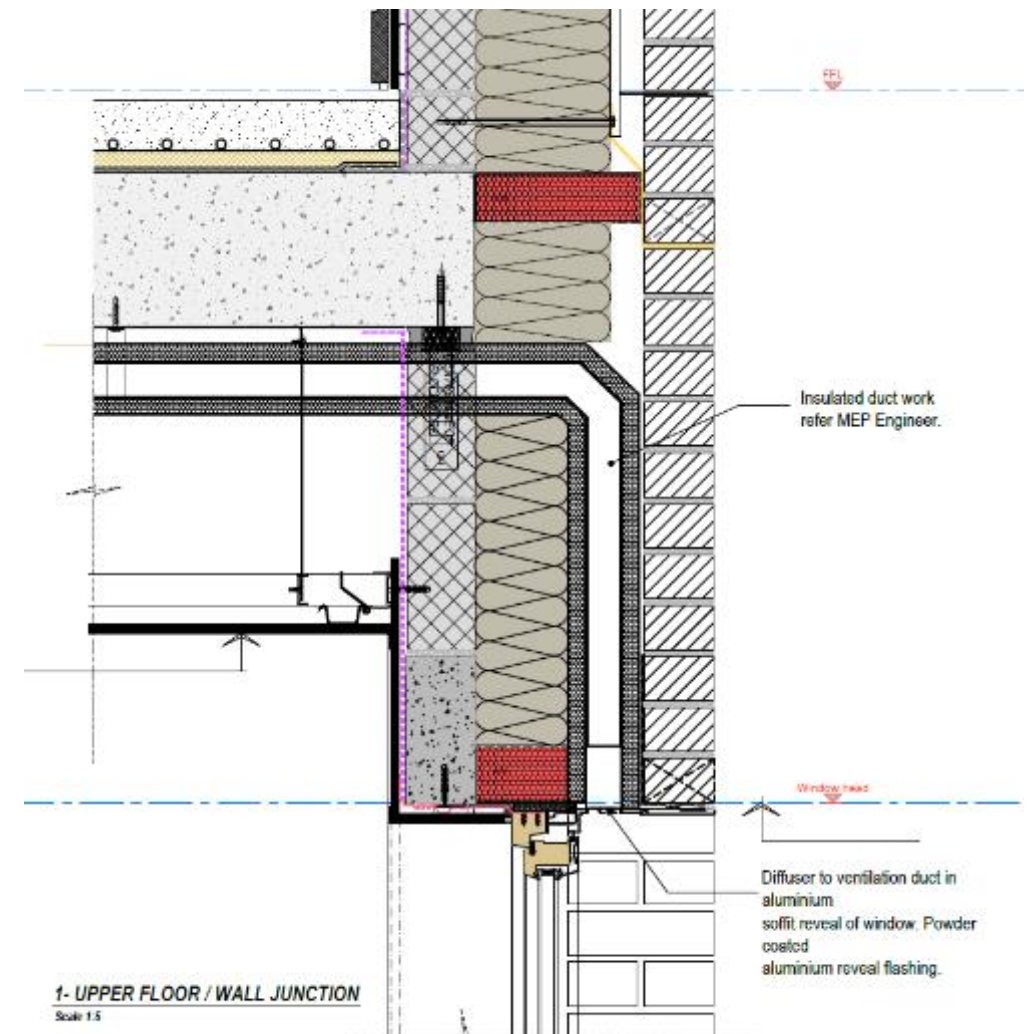 FFL
Insulated duct work
refer MEP Engineer.
Window head
Diffuser to ventilation duct in
aluminium
soffit reveal of window. Powder
coated
aluminium reveal flashing.
1- UPPER FLOOR / WALL JUNCTION
Scale 1:5